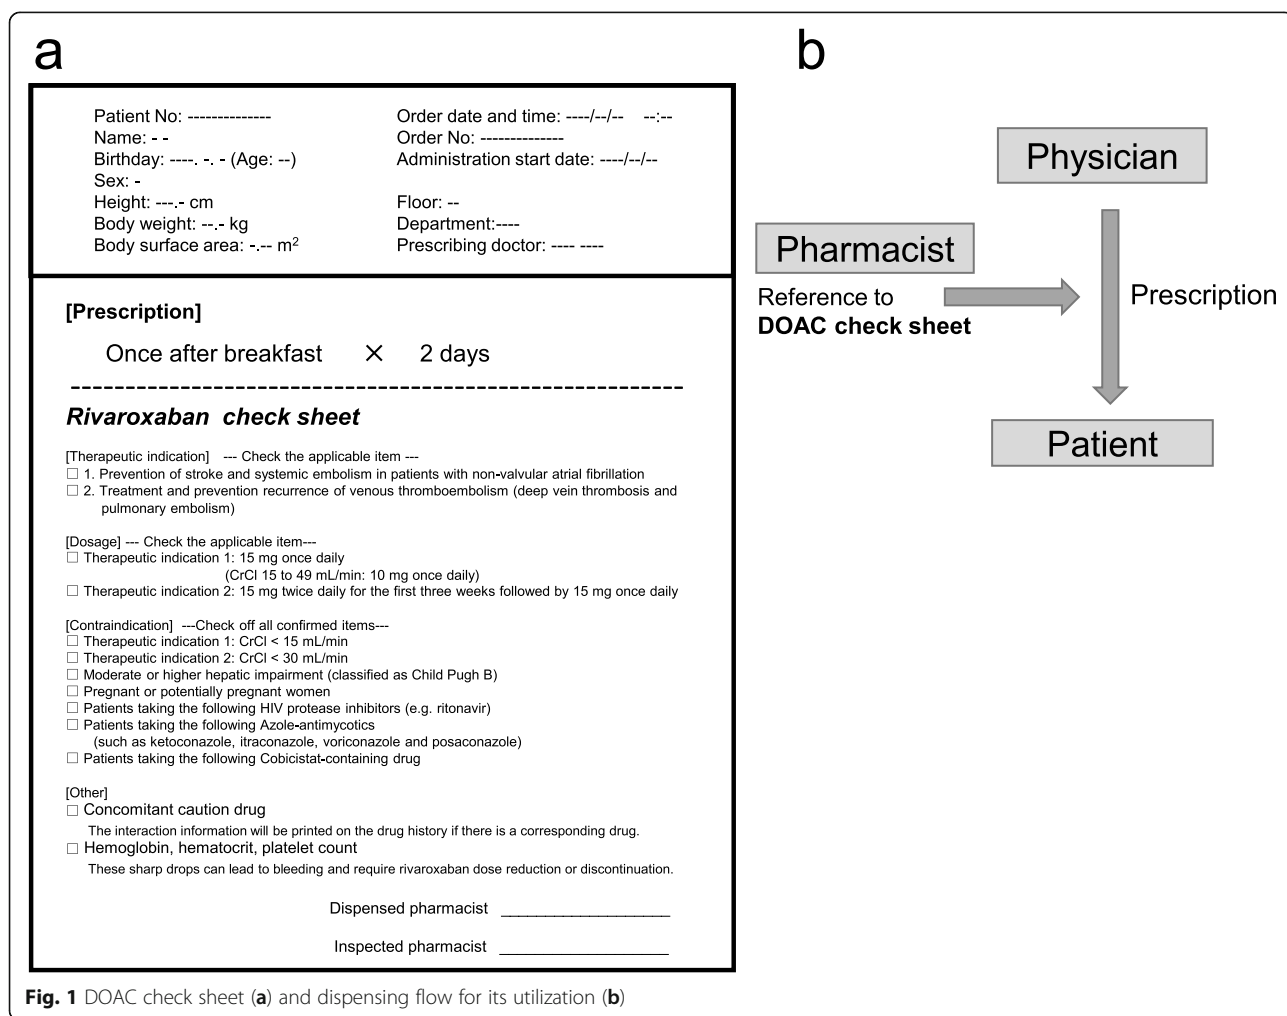 a
Patient No: --------------
Name: - -
Birthday: ----. -. - (Age: --)
Sex: -
Height: ---.- cm
Body weight: --.- kg
Body surface area: -.-- m2
Order date and time: ----/--/-- --:--
Order No: --------------
Administration start date: ----/--/--
Floor: --
Department:----
Prescribing doctor: ---- ----
[Prescription]
Once after breakfast × 2 days
--------------------------------------------------------
Rivaroxaban check sheet
[Therapeutic indication] --- Check the applicable item ---
☐ 1. Prevention of stroke and systemic embolism in patients with non-valvular atrial fibrillation
☐ 2. Treatment and prevention recurrence of venous thromboembolism (deep vein thrombosis and
pulmonary embolism)
[Dosage] --- Check the applicable item---
☐ Therapeutic indication 1: 15 mg once daily
(CrCl 15 to 49 mL/min: 10 mg once daily)
☐ Therapeutic indication 2: 15 mg twice daily for the first three weeks followed by 15 mg once daily
[Contraindication] ---Check off all confirmed items---
☐ Therapeutic indication 1: CrCl < 15 mL/min
☐ Therapeutic indication 2: CrCl < 30 mL/min
☐ Moderate or higher hepatic impairment (classified as Child Pugh B)
☐ Pregnant or potentially pregnant women
☐ Patients taking the following HIV protease inhibitors (e.g. ritonavir)
☐ Patients taking the following Azole-antimycotics
(such as ketoconazole, itraconazole, voriconazole and posaconazole)
☐ Patients taking the following Cobicistat-containing drug
[Other]
☐ Concomitant caution drug
The interaction information will be printed on the drug history if there is a corresponding drug.
☐ Hemoglobin, hematocrit, platelet count
These sharp drops can lead to bleeding and require rivaroxaban dose reduction or discontinuation.
Dispensed pharmacist ___________________
Inspected pharmacist ___________________
b
Physician
Pharmacist
Reference to
DOAC check sheet
Prescription
Patient
Fig. 1 DOAC check sheet (a) and dispensing flow for its utilization (b)